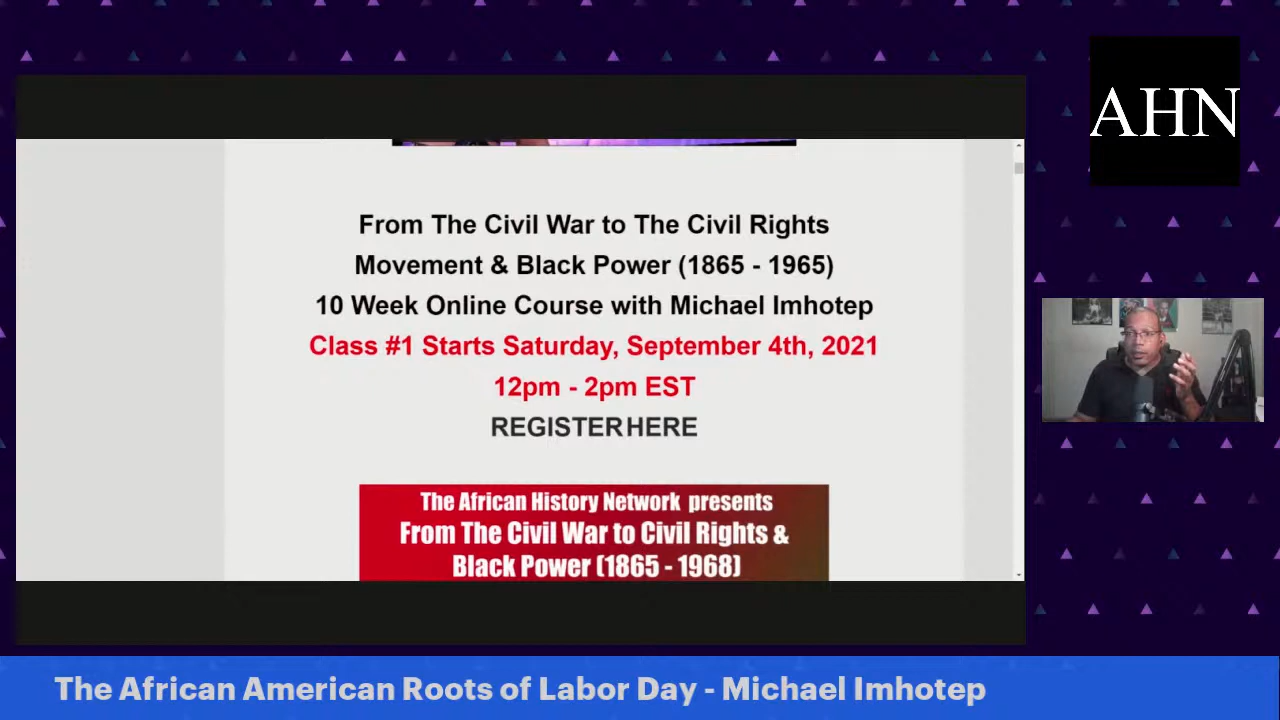 AHN
From The Civil War to The Civil Rights
Movement & Black Power (1865 - 1965)
10 Week Online Course with Michael Imhotep
Class #1 Starts Saturday, September 4th, 2021
12pm - 2pm EST
REGISTER HERE
The African History Network presents
From The Civil War to Civil Rights &
Black Power (1865 - 1968)
The African American Roots of Labor Day - Michael Imhotep